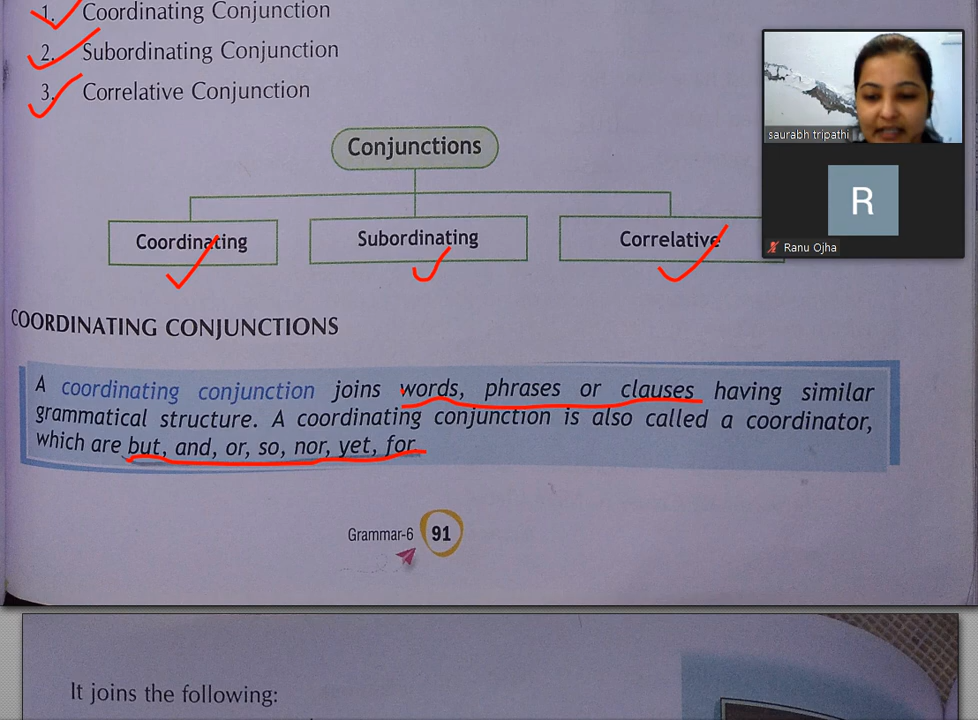 1. Coordinating Conjunction
2. Subordinating Conjunction
3. Correlative Conjunction
Conjunctions
Coordinating
Subordinating
Correlative
saurabh tripathi
R
Ranu Ojha
COORDINATING CONJUNCTIONS
A coordinating conjunction joins words, phrases or clauses having similar
grammatical structure. A coordinating conjunction is also called a coordinator,
which are but, and, or, so, nor, yet, for.
Grammar-6 91
It joins the following: